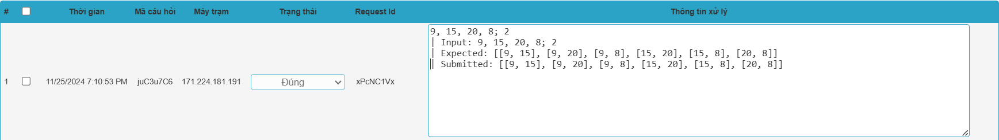 # Thời gian Mã câu hỏi Máy trạm Trạng thái Request Id Thông tin xử lý
9, 15, 20, 8; 2
| Input: 9, 15, 20, 8; 2
| Expected: [[9, 15], [9, 20], [9, 8], [15, 20], [15, 8], [20, 8]]
| Submitted: [[9, 15], [9, 20], [9, 8], [15, 20], [15, 8], [20, 8]]
1 11/25/2024 7:10:53 PM juC3u7C6 171.224.181.191 Đúng xPcNC1Vx